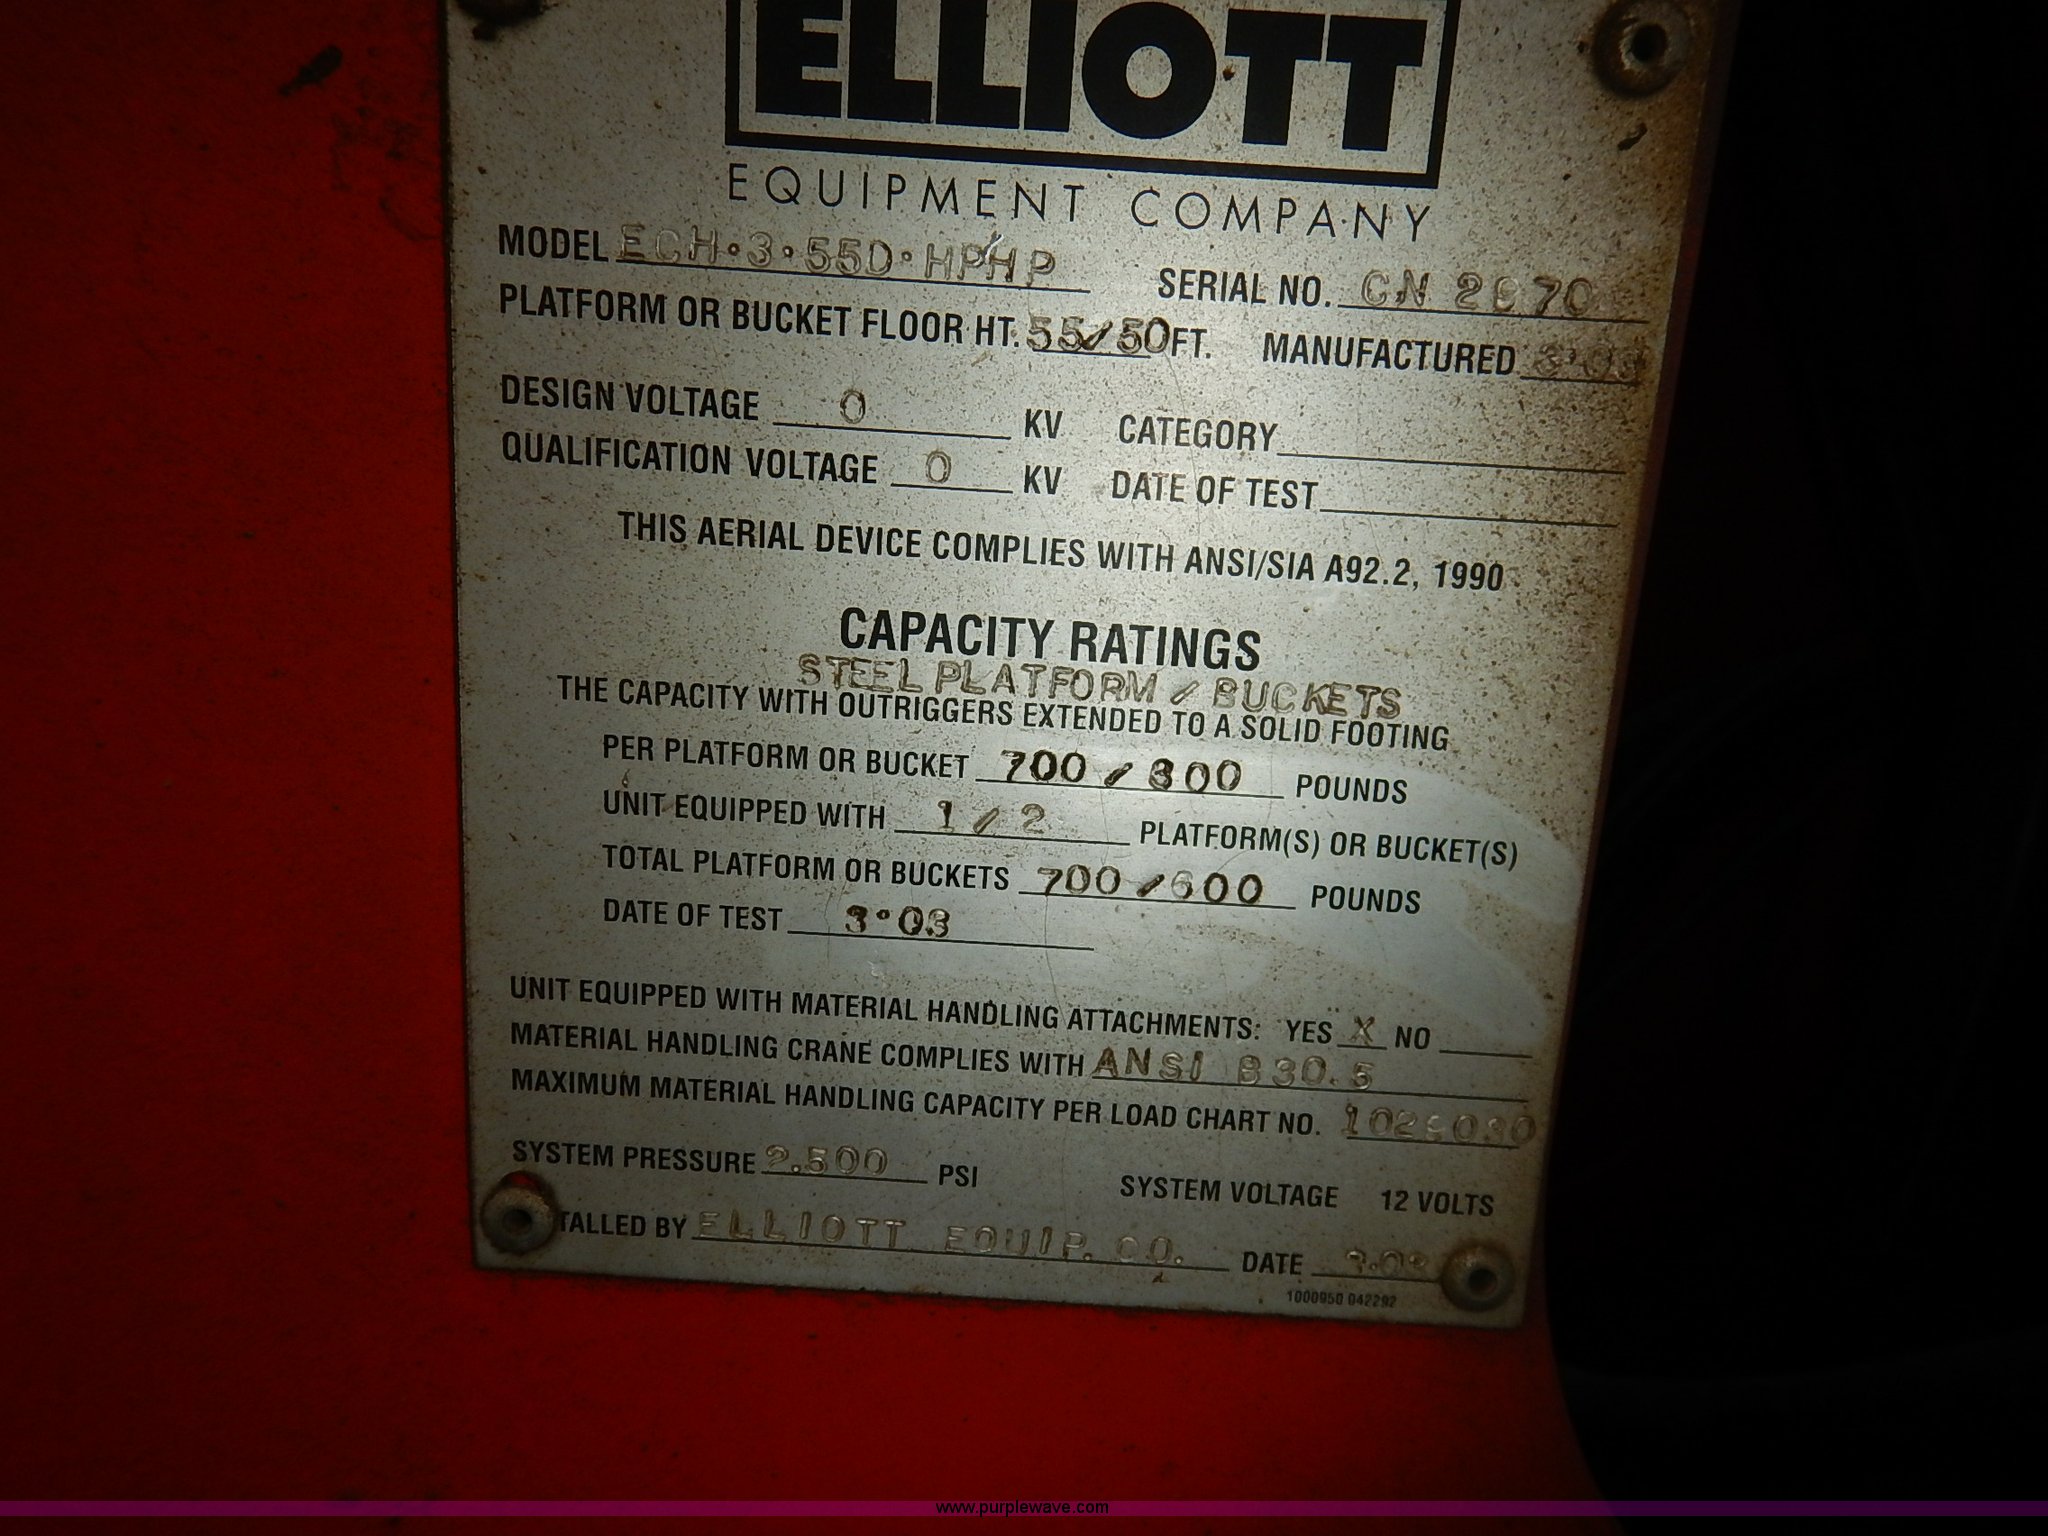 ELLIOTT
EQUIPMENT COMPANY
MODEL ECH·3·55D·HPHP SERIAL NO. CN
PLATFORM OR BUCKET FLOOR HT. 55/50 FT. MANUFACTURED 3·03
DESIGN VOLTAGE 0 KV CATEGORY
QUALIFICATION VOLTAGE 0 KV DATE OF TEST
THIS AERIAL DEVICE COMPLIES WITH ANSI/SIA A92.2, 1990
CAPACITY RATINGS
STEEL PLATFORM / BUCKETS
THE CAPACITY WITH OUTRIGGERS EXTENDED TO A SOLID FOOTING
PER PLATFORM OR BUCKET 700 / 300 POUNDS
UNIT EQUIPPED WITH 1 / 2 PLATFORM(S) OR BUCKET(S)
TOTAL PLATFORM OR BUCKETS 700 / 600 POUNDS
DATE OF TEST 3·03
UNIT EQUIPPED WITH MATERIAL HANDLING ATTACHMENTS: YES X NO
MATERIAL HANDLING CRANE COMPLIES WITH ANSI B30.5
MAXIMUM MATERIAL HANDLING CAPACITY PER LOAD CHART NO.
SYSTEM PRESSURE 2.500 PSI SYSTEM VOLTAGE 12 VOLTS
TALLED BY ELLIOTT EQUIP. CO. DATE
1000950 042292
www.purplewave.com